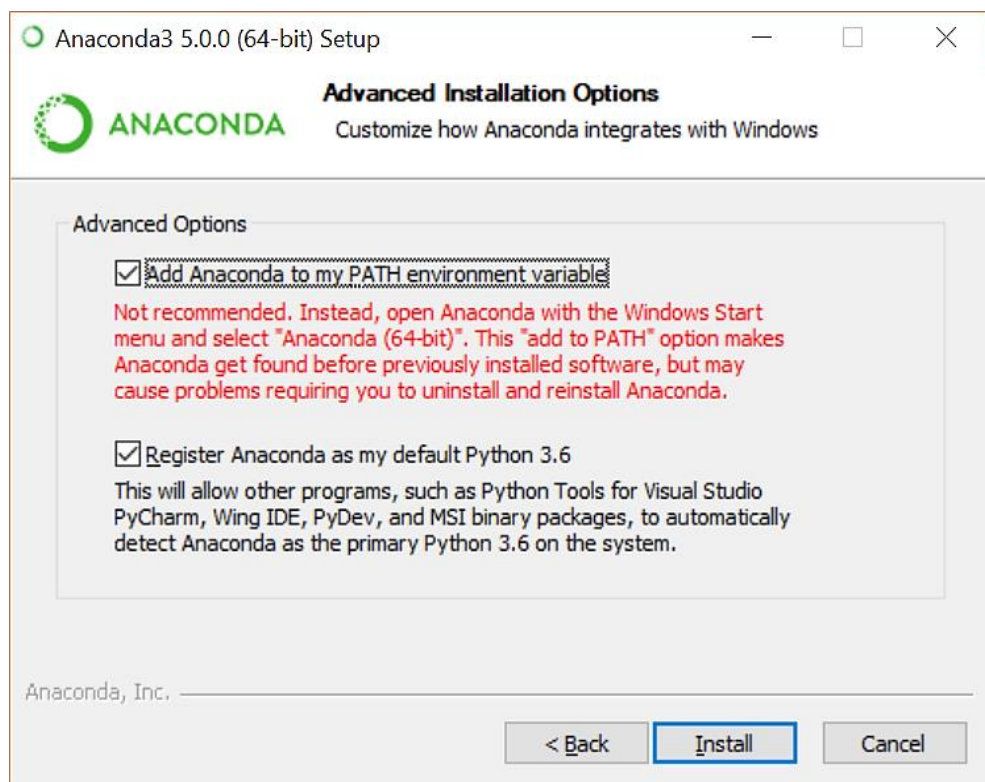 Anaconda3 5.0.0 (64-bit) Setup
ANACONDA
Advanced Installation Options
Customize how Anaconda integrates with Windows
Advanced Options
Add Anaconda to my PATH environment variable
Not recommended. Instead, open Anaconda with the Windows Start
menu and select "Anaconda (64-bit)". This "add to PATH" option makes
Anaconda get found before previously installed software, but may
cause problems requiring you to uninstall and reinstall Anaconda.
Register Anaconda as my default Python 3.6
This will allow other programs, such as Python Tools for Visual Studio
PyCharm, Wing IDE, PyDev, and MSI binary packages, to automatically
detect Anaconda as the primary Python 3.6 on the system.
Anaconda, Inc.
< Back
Install
Cancel